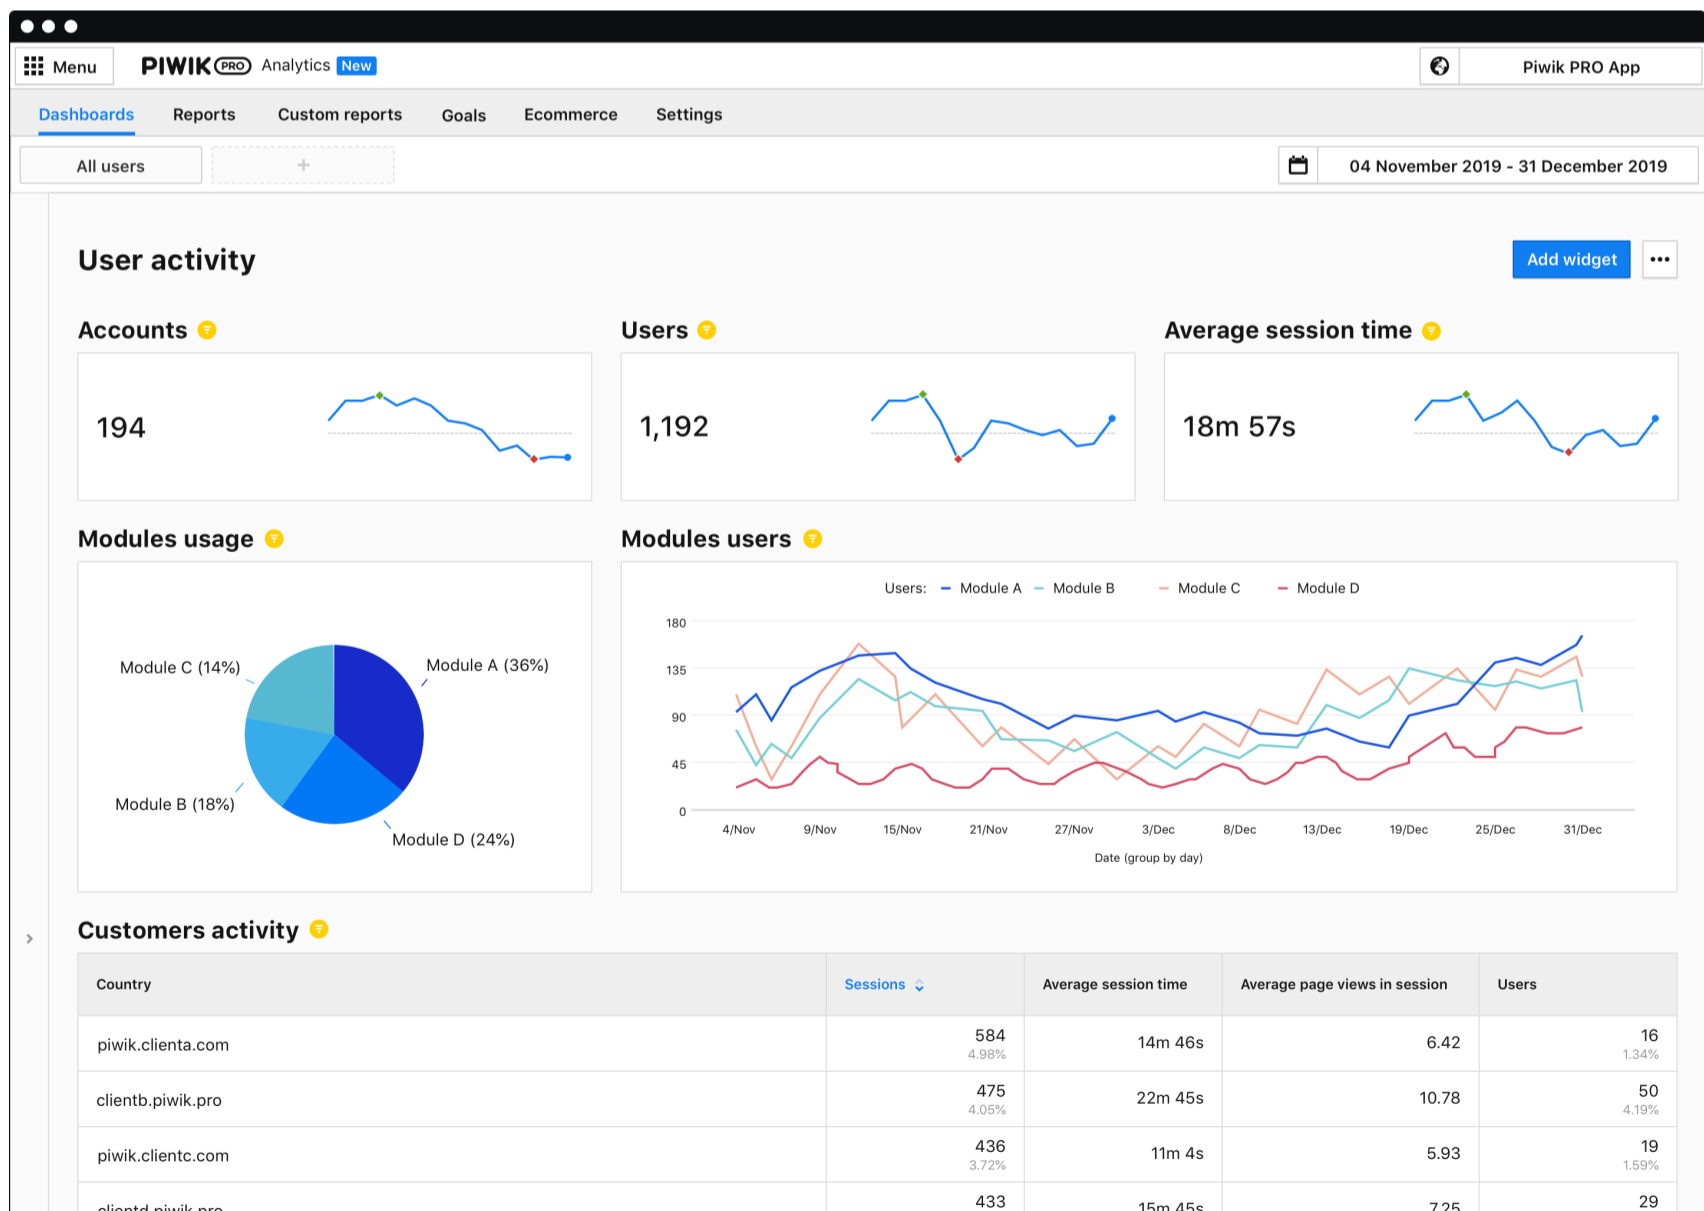 Menu
PIWIK PRO Analytics New
Piwik PRO App
Dashboards Reports Custom reports Goals Ecommerce Settings
All users +
04 November 2019 - 31 December 2019
User activity
Add widget
Accounts
194
Users
1,192
Average session time
18m 57s
Modules usage
Module C (14%)
Module A (36%)
Module B (18%)
Module D (24%)
Modules users
Users: Module A Module B Module C Module D
180
135
90
45
0
4/Nov 9/Nov 15/Nov 21/Nov 27/Nov 3/Dec 8/Dec 13/Dec 19/Dec 25/Dec 31/Dec
Date (group by day)
Customers activity
Country Sessions Average session time Average page views in session Users
piwik.clienta.com 584 14m 46s 6.42 16
4.98% 1.34%
clientb.piwik.pro 475 22m 45s 10.78 50
4.05% 4.19%
piwik.clientc.com 436 11m 4s 5.93 19
3.72% 1.59%
clientd.piwik.pro 433 15m 45s 7.25 29